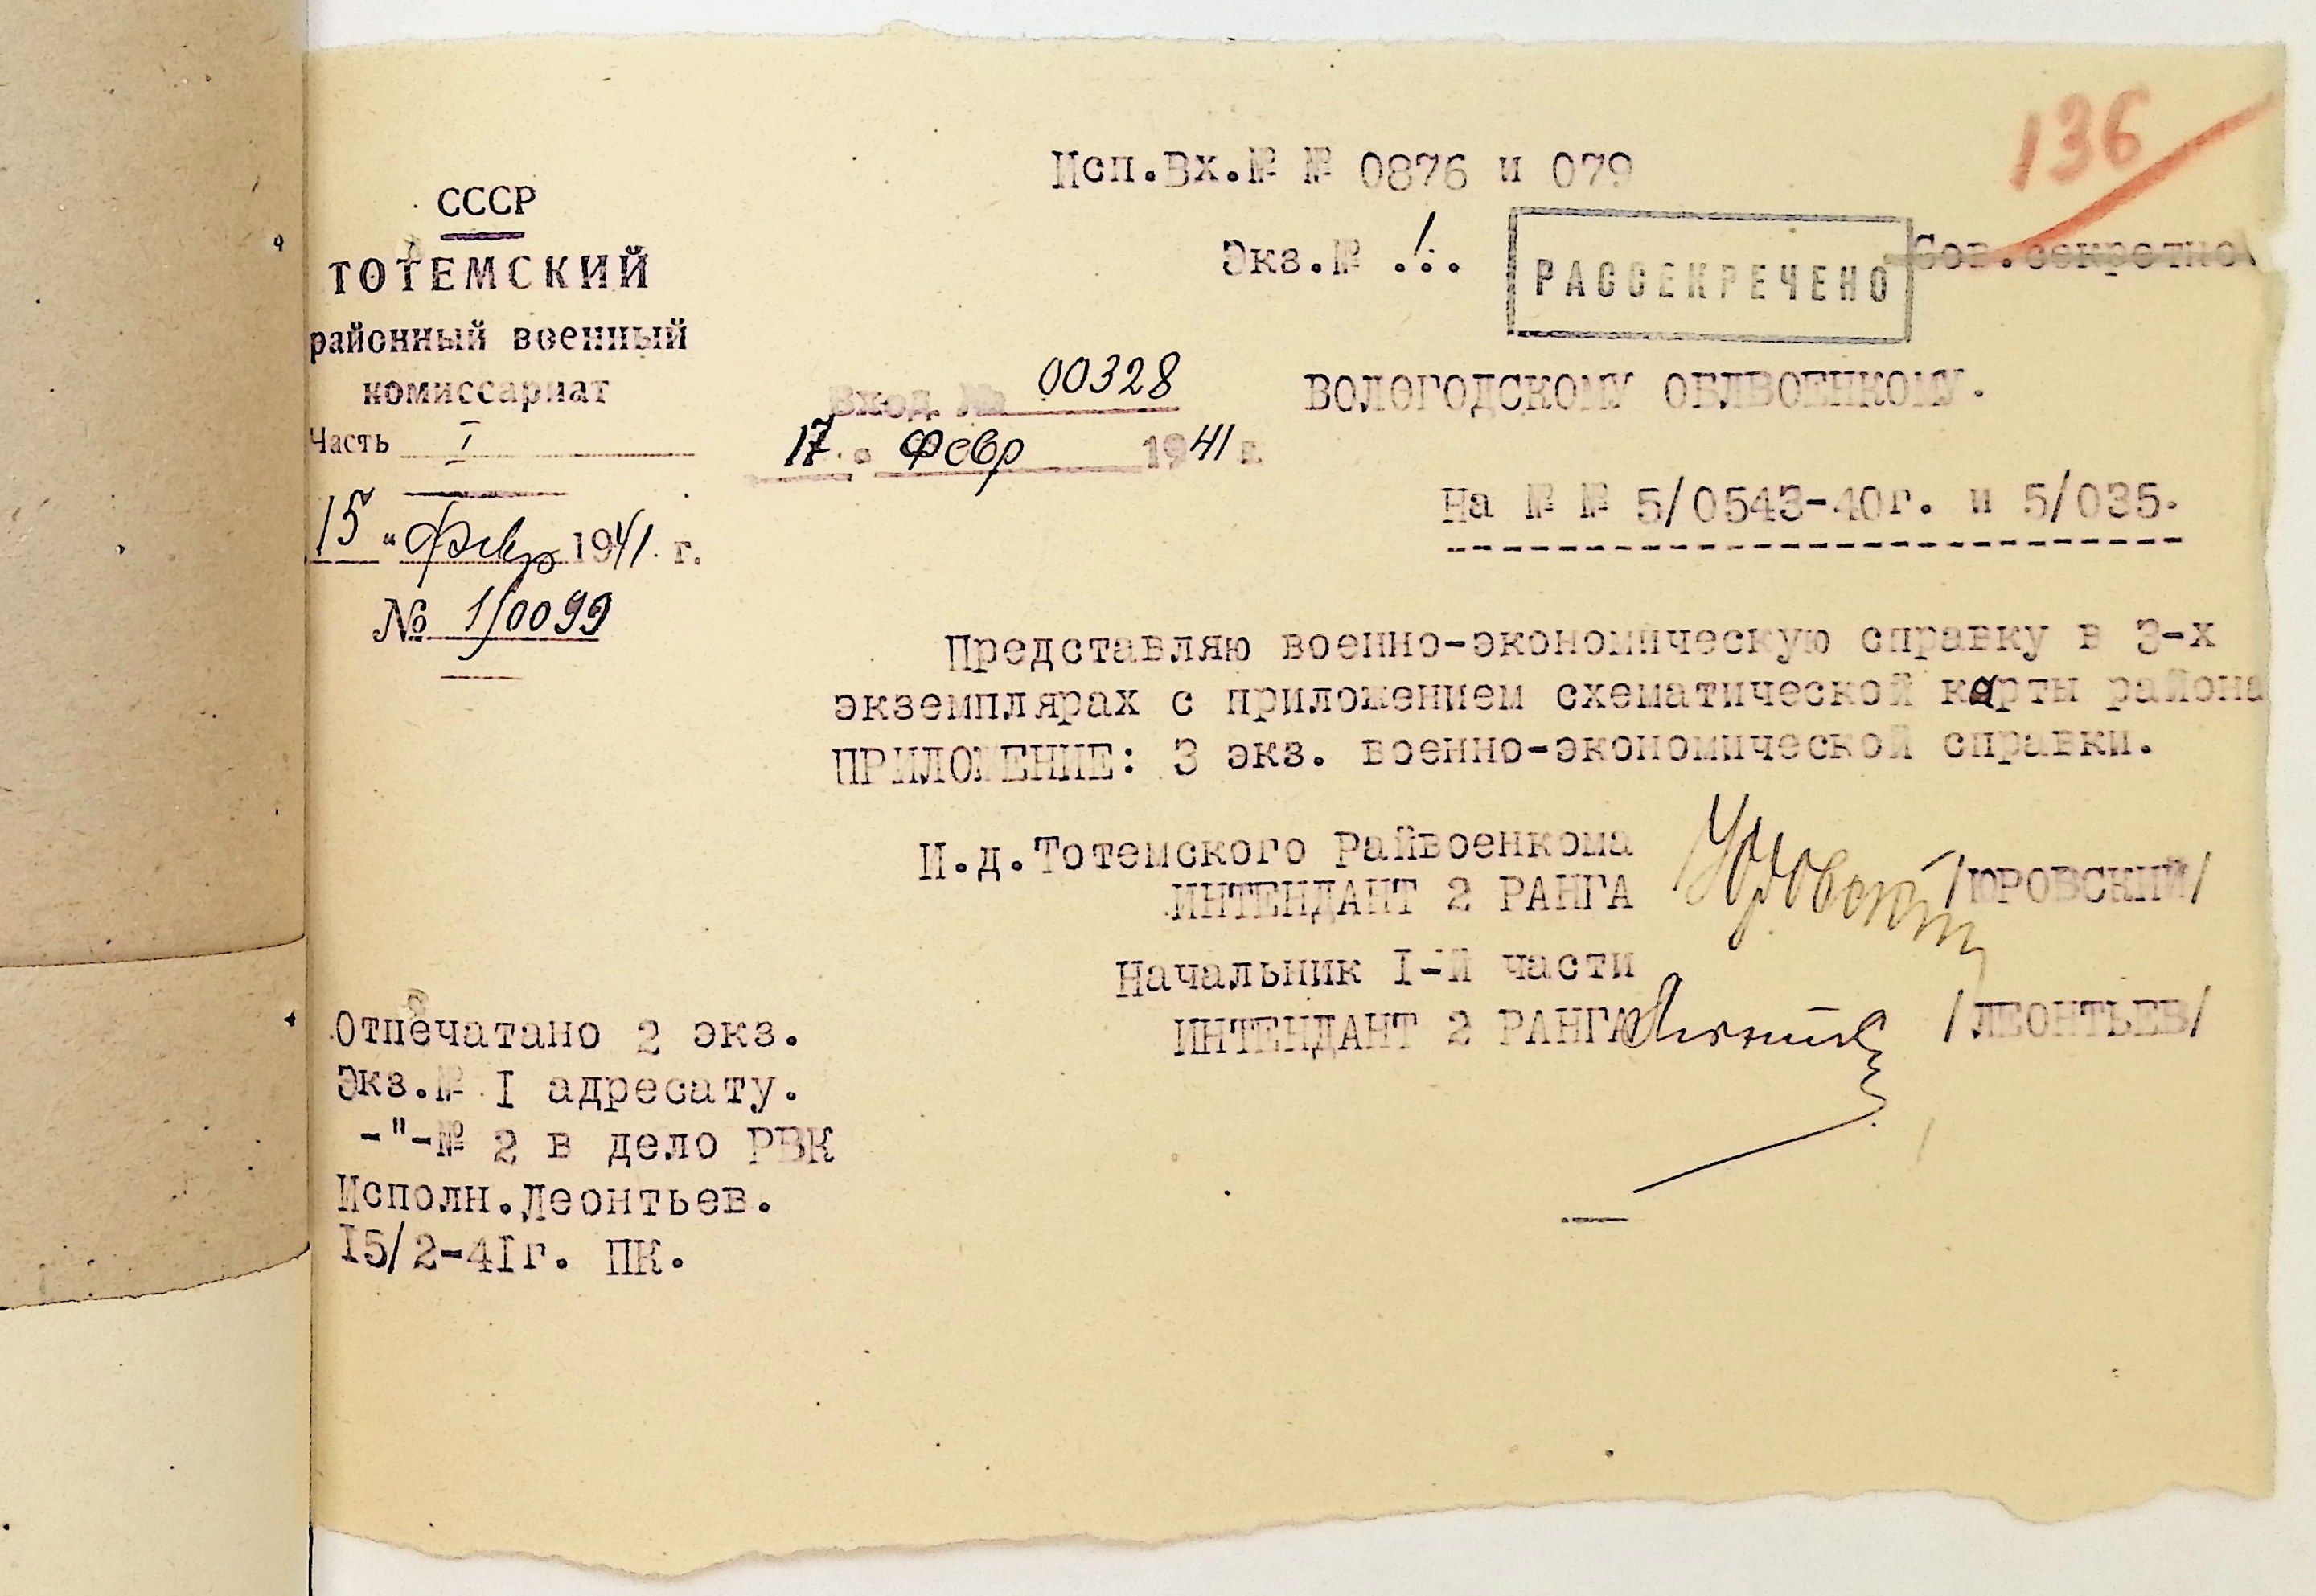 136
Исп.Вх.№ № 0876 и 079
Экз.№ .1.
РАССЕКРЕЧЕНО
Сов.секретно
СССР
ТОТЕМСКИЙ
районный военный
комиссариат
Часть I
15 " февр 1941 г.
№ 1/0099
Вход. № 00328
17 " февр 1941 г.
ВОЛОГОДСКОМУ ОБЛВОЕНКОМУ.
На № № 5/0543-40г. и 5/035.
Представляю военно-экономическую справку в 3-х
экземплярах с приложением схематической карты района
ПРИЛОЖЕНИЕ: 3 экз. военно-экономической справки.
И.д.Тотемского Райвоенкома
ИНТЕНДАНТ 2 РАНГА Юровский /ЮРОВСКИЙ/
Начальник I-й части
ИНТЕНДАНТ 2 РАНГА Леонтьев /ЛЕОНТЬЕВ/
Отпечатано 2 экз.
Экз.№ I адресату.
-"-№ 2 в дело РВК
Исполн.Леонтьев.
I5/2-4Iг. ПК.